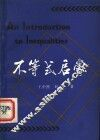 An Introduction
to Inequalities
不等式启蒙